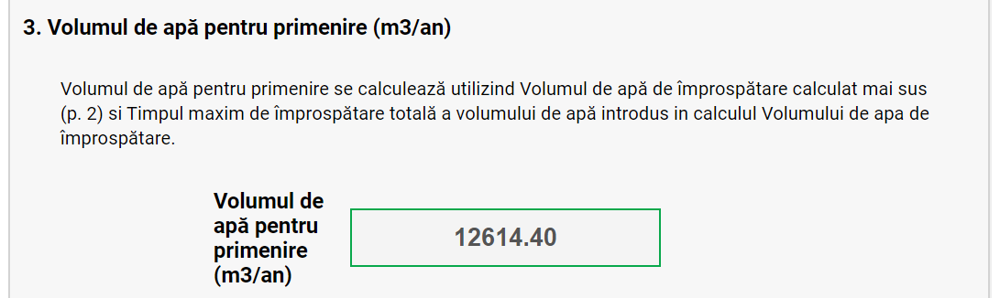 3. Volumul de apă pentru primenire (m3/an)
Volumul de apă pentru primenire se calculează utilizind Volumul de apă de împrospătare calculat mai sus
(p. 2) si Timpul maxim de împrospătare totală a volumului de apă introdus in calculul Volumului de apa de
împrospătare.
Volumul de
apă pentru
primenire
(m3/an)
12614.40